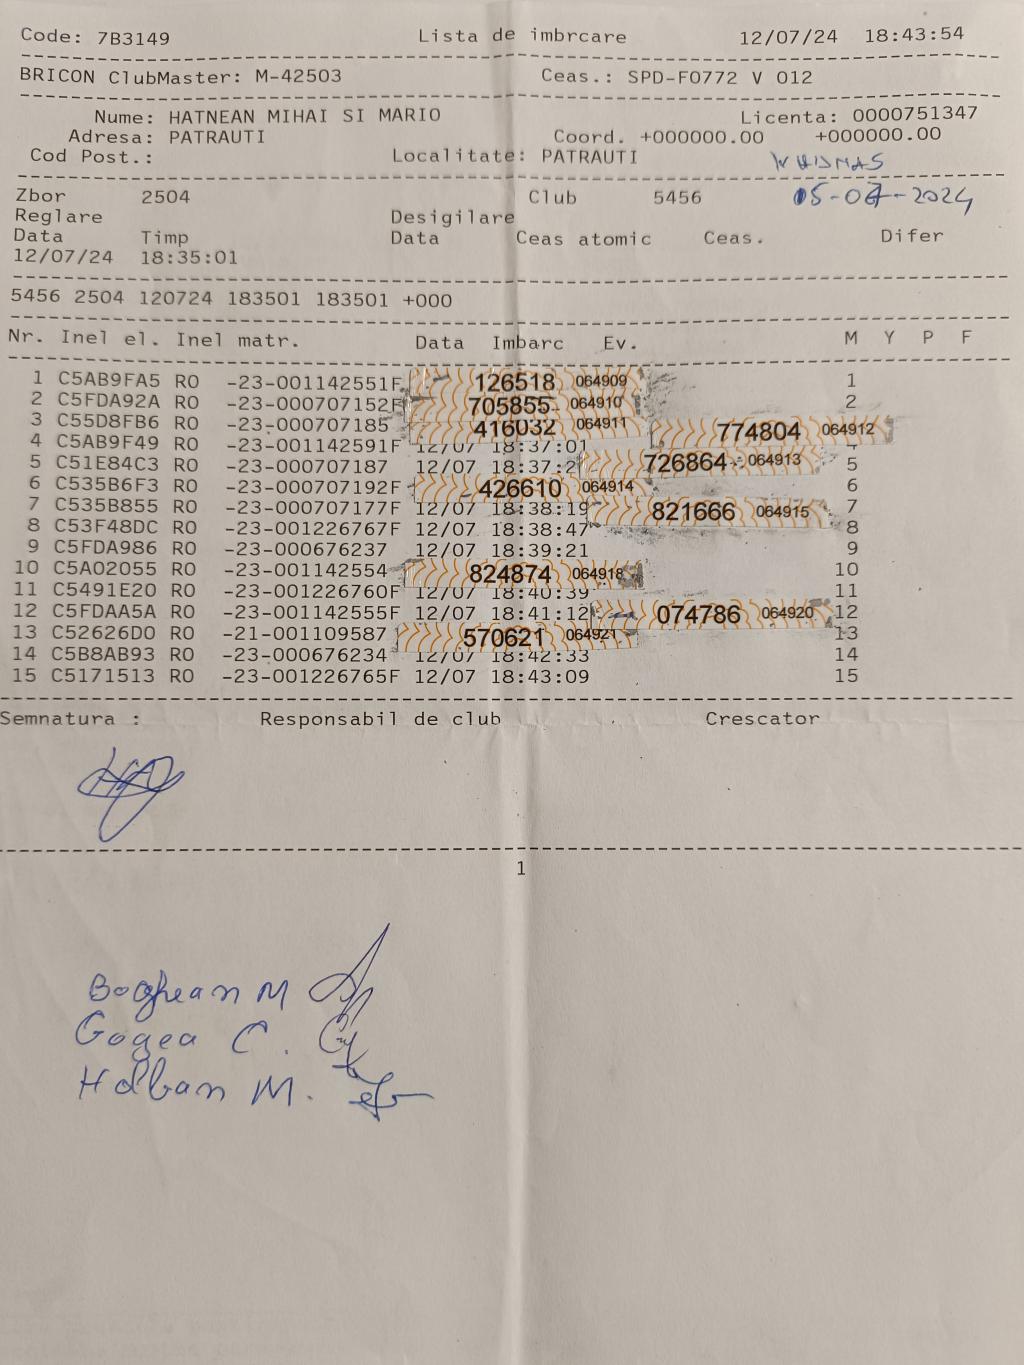 Code: 7B3149 Lista de imbrcare 12/07/24 18:43:54
BRICON ClubMaster: M-42503 Ceas.: SPD-F0772 V 012
Nume: HATNEAN MIHAI SI MARIO Licenta: 0000751347
Adresa: PATRAUTI Coord. +000000.00 +000000.00
Cod Post.: Localitate: PATRAUTI
Zbor 2504 Club 5456 05-07-2024
Reglare Desigilare
Data Timp Data Ceas atomic Ceas. Difer
12/07/24 18:35:01
5456 2504 120724 183501 183501 +000
Nr. Inel el. Inel matr. Data Imbarc Ev. M Y P F
1 C5AB9FA5 RO -23-001142551F 126518 064909 1
2 C5FDA92A RO -23-000707152F 705855 064910 2
3 C55D8FB6 RO -23-000707185 416032 064911 774804 064912
4 C5AB9F49 RO -23-001142591F 12/07 18:37:01 4
5 C51E84C3 RO -23-000707187 12/07 18:37:2 726864 064913 5
6 C535B6F3 RO -23-000707192F 426610 064914 6
7 C535B855 RO -23-000707177F 12/07 18:38:19 821666 064915 7
8 C53F48DC RO -23-001226767F 12/07 18:38:47 8
9 C5FDA986 RO -23-000676237 12/07 18:39:21 9
10 C5A02055 RO -23-001142554 824874 064918 10
11 C5491E20 RO -23-001226760F 12/07 18:40:39 11
12 C5FDAA5A RO -23-001142555F 12/07 18:41:12 074786 064920 12
13 C52626D0 RO -21-001109587 570621 064921 13
14 C5B8AB93 RO -23-000676234 12/07 18:42:33 14
15 C5171513 RO -23-001226765F 12/07 18:43:09 15
Semnatura : Responsabil de club Crescator
1
Boghean M
Gogea C.
Holban M.